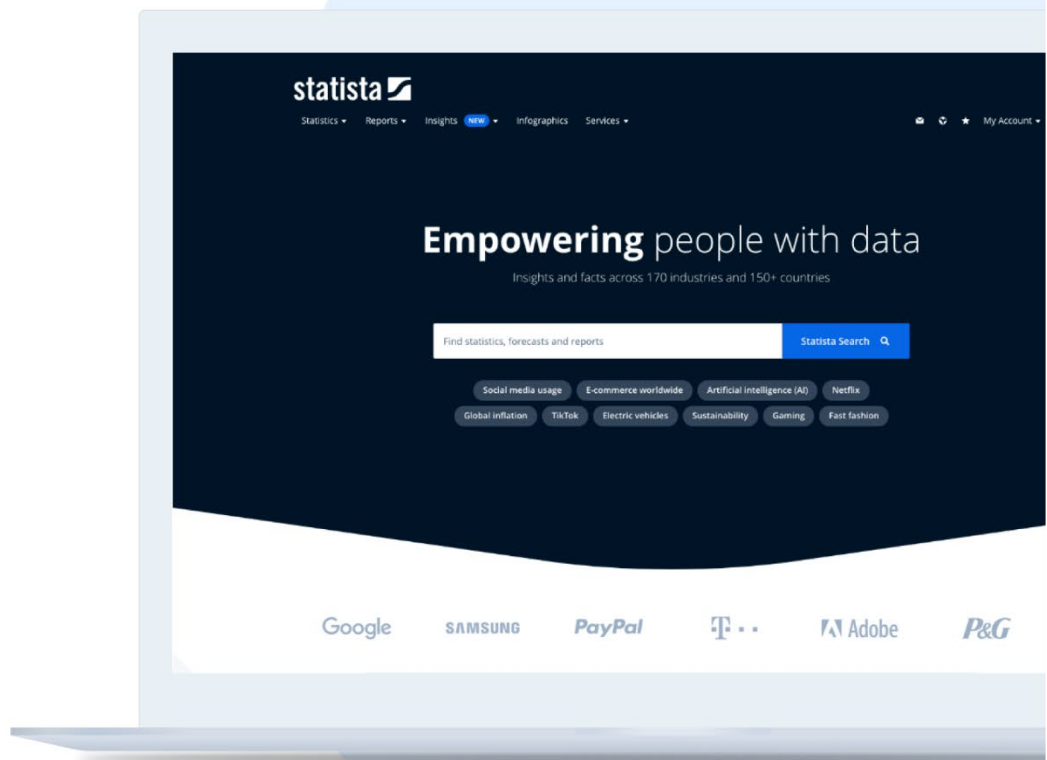 statista
Statistics Reports Insights NEW Infographics Services My Account
Empowering people with data
Insights and facts across 170 industries and 150+ countries
Find statistics, forecasts and reports Statista Search
Social media usage E-commerce worldwide Artificial intelligence (AI) Netflix
Global inflation TikTok Electric vehicles Sustainability Gaming Fast fashion
Google SAMSUNG PayPal T Adobe P&G